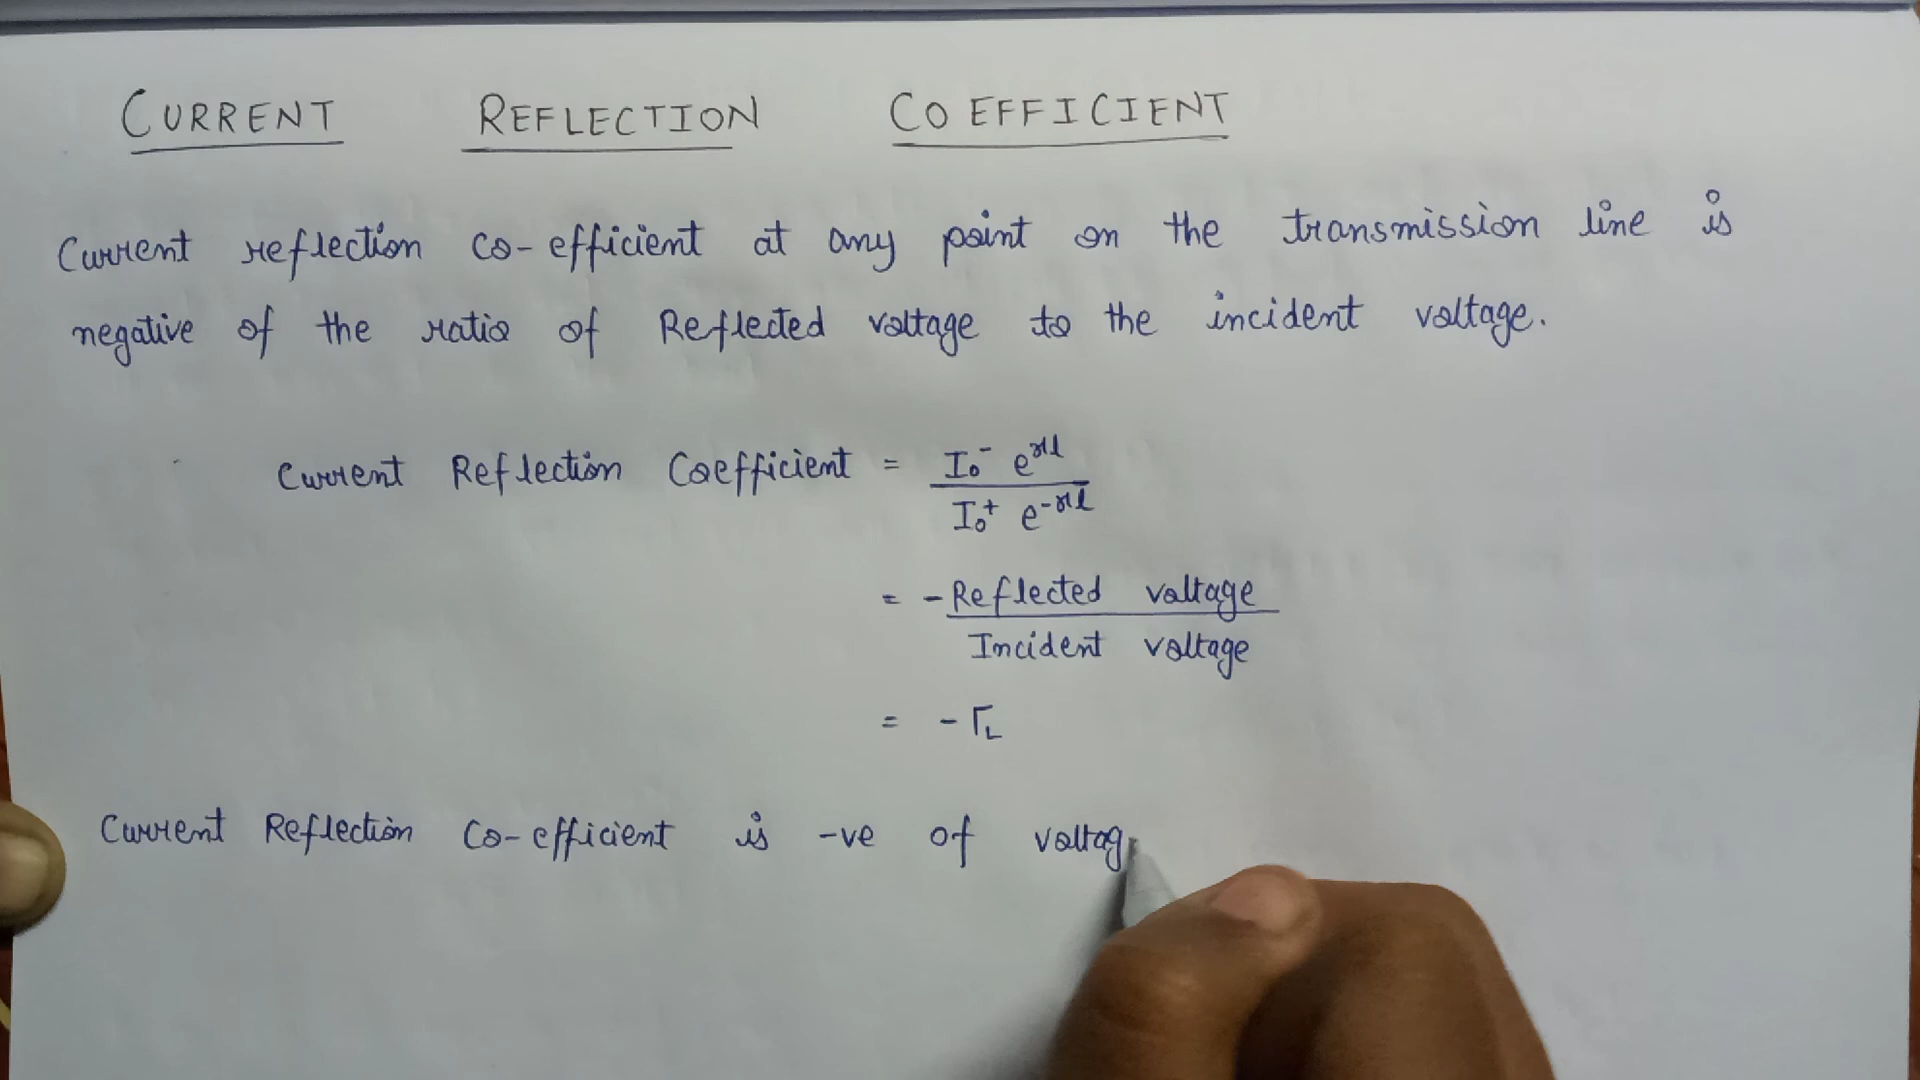 CURRENT REFLECTION COEFFICIENT
Current reflection co-efficient at any point on the transmission line is
negative of the ratio of Reflected voltage to the incident voltage.
Current Reflection Coefficient = I₀⁻ e^γl
I₀⁺ e^-γl
= - Reflected voltage
Incident voltage
= - Γ_L
Current Reflection Co-efficient is -ve of voltag